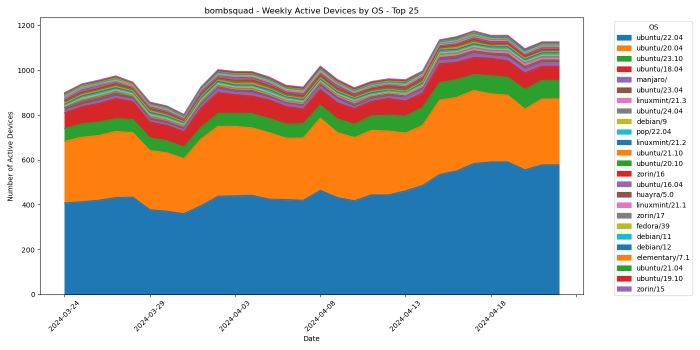 bombsquad - Weekly Active Devices by OS - Top 25
1200
1000
800
600
400
200
0
Number of Active Devices
2024-03-24
2024-03-29
2024-04-03
2024-04-08
2024-04-13
2024-04-18
Date
OS
ubuntu/22.04
ubuntu/20.04
ubuntu/23.10
ubuntu/18.04
manjaro/
ubuntu/23.04
linuxmint/21.3
ubuntu/24.04
debian/9
pop/22.04
linuxmint/21.2
ubuntu/21.10
ubuntu/20.10
zorin/16
ubuntu/16.04
huayra/5.0
linuxmint/21.1
zorin/17
fedora/39
debian/11
debian/12
elementary/7.1
ubuntu/21.04
ubuntu/19.10
zorin/15